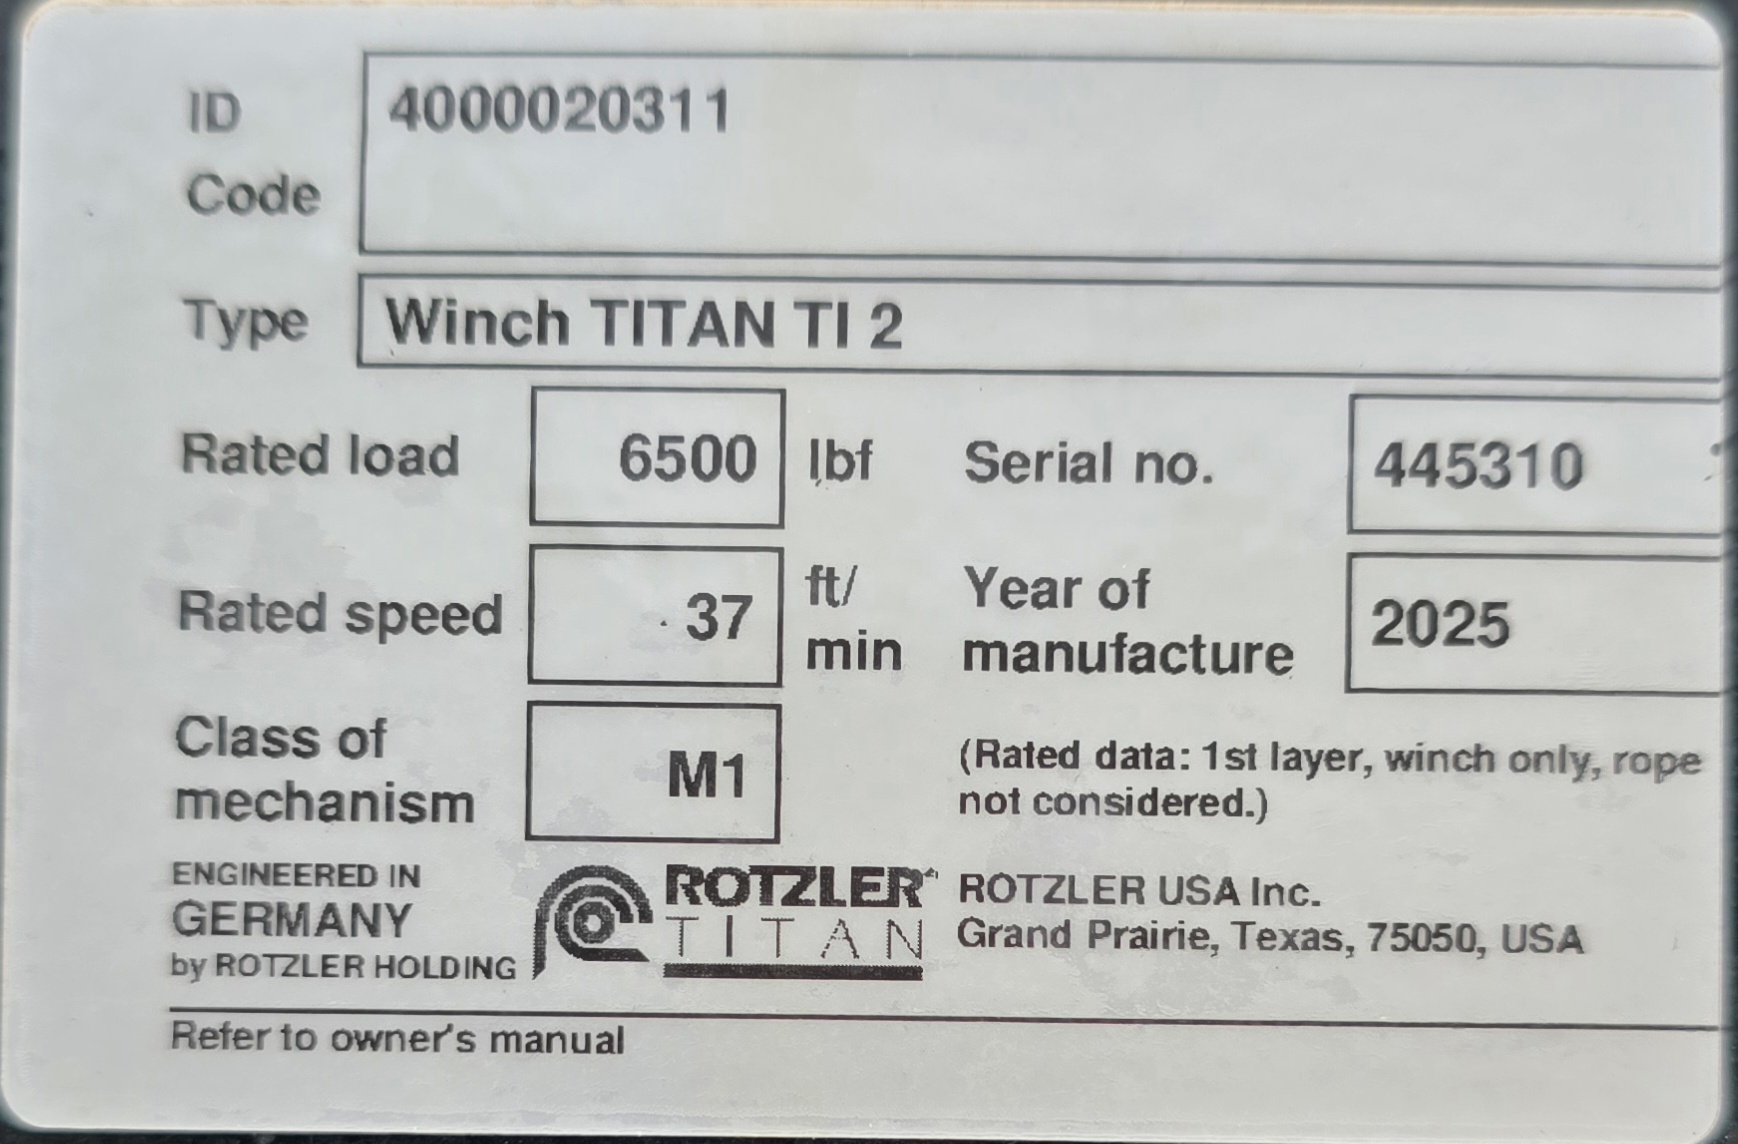 ID
Code
4000020311
Type
Winch TITAN TI 2
Rated load
6500
lbf
Serial no.
445310
Rated speed
37
ft/
min
Year of
manufacture
2025
Class of
mechanism
M1
(Rated data: 1st layer, winch only, rope
not considered.)
ENGINEERED IN
GERMANY
by ROTZLER HOLDING
ROTZLER
TITAN
ROTZLER USA Inc.
Grand Prairie, Texas, 75050, USA
Refer to owner's manual